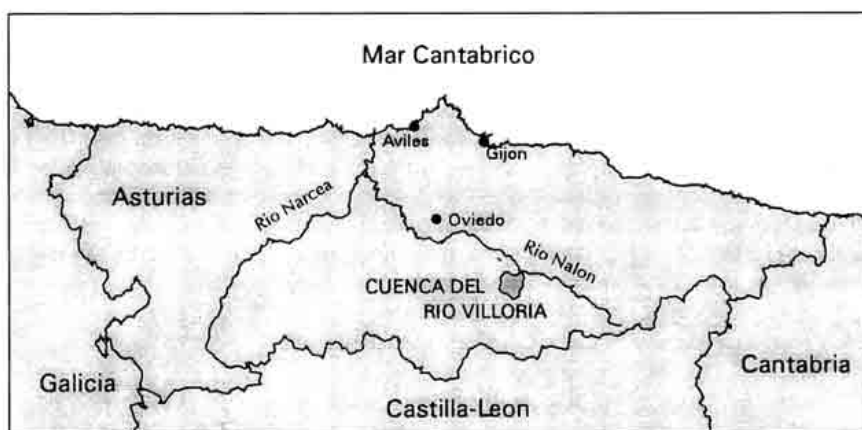 Mar Cantabrico
Aviles
Gijon
Asturias
Rio Narcea
Oviedo
Rio Nalon
CUENCA DEL
RIO VILLORIA
Galicia
Cantabria
Castilla-Leon